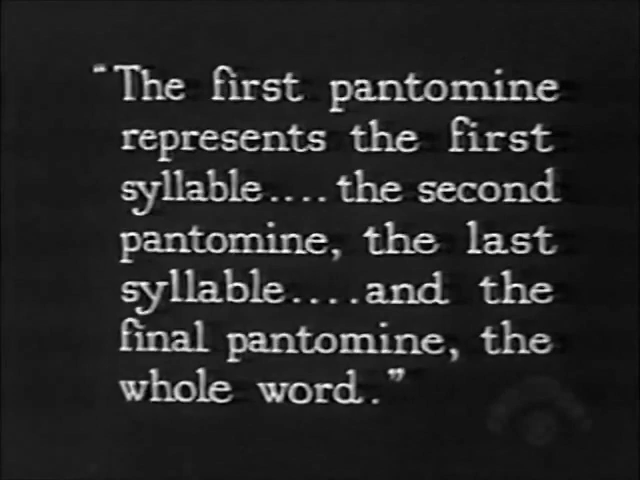 “The first pantomine
represents the first
syllable.... the second
pantomine, the last
syllable....and the
final pantomine, the
whole word.”